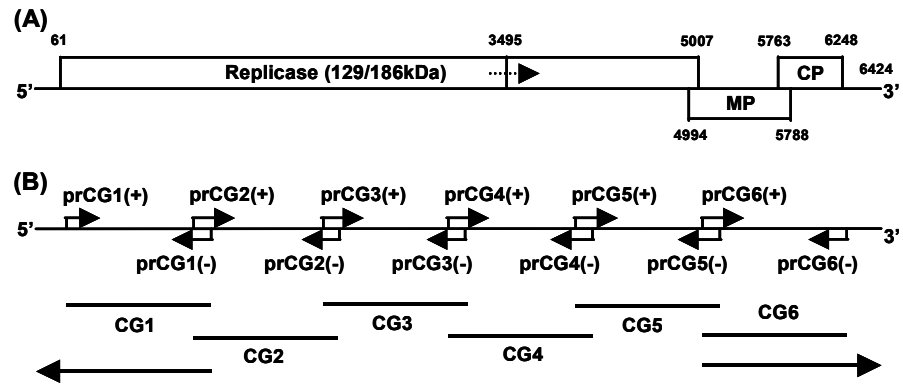 (A)
61 3495 5007 5763 6248
Replicase (129/186kDa) CP 6424
5’ 3’
MP
4994 5788
(B)
prCG1(+) prCG2(+) prCG3(+) prCG4(+) prCG5(+) prCG6(+)
5’ 3’
prCG1(-) prCG2(-) prCG3(-) prCG4(-) prCG5(-) prCG6(-)
CG1 CG3 CG5 CG6
CG2 CG4